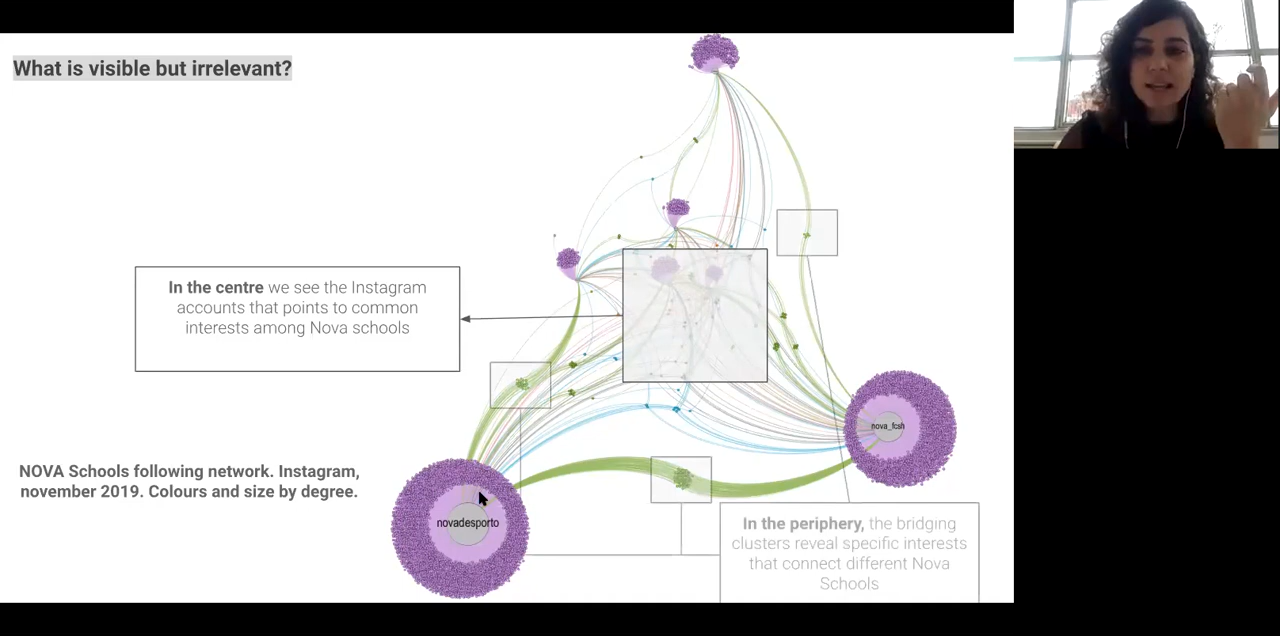 What is visible but irrelevant?
In the centre we see the Instagram
accounts that points to common
interests among Nova schools
nova_fcsh
NOVA Schools following network. Instagram,
november 2019. Colours and size by degree.
novadesporto
In the periphery, the bridging
clusters reveal specific interests
that connect different Nova
Schools